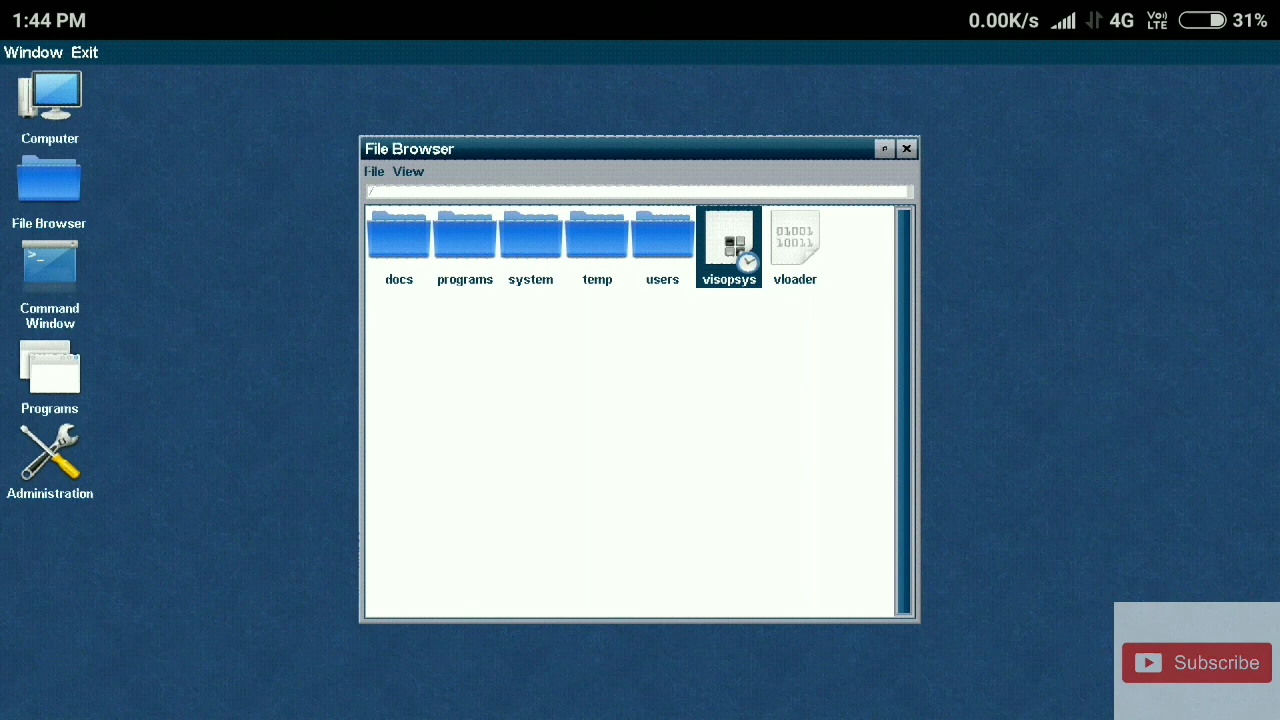 1:44 PM
0.00K/s 4G Vo) LTE 31%
Window Exit
Computer
File Browser
Command
Window
Programs
Administration
File Browser
File View
/
docs programs system temp users visopsys vloader
01001
10011
>_
Subscribe